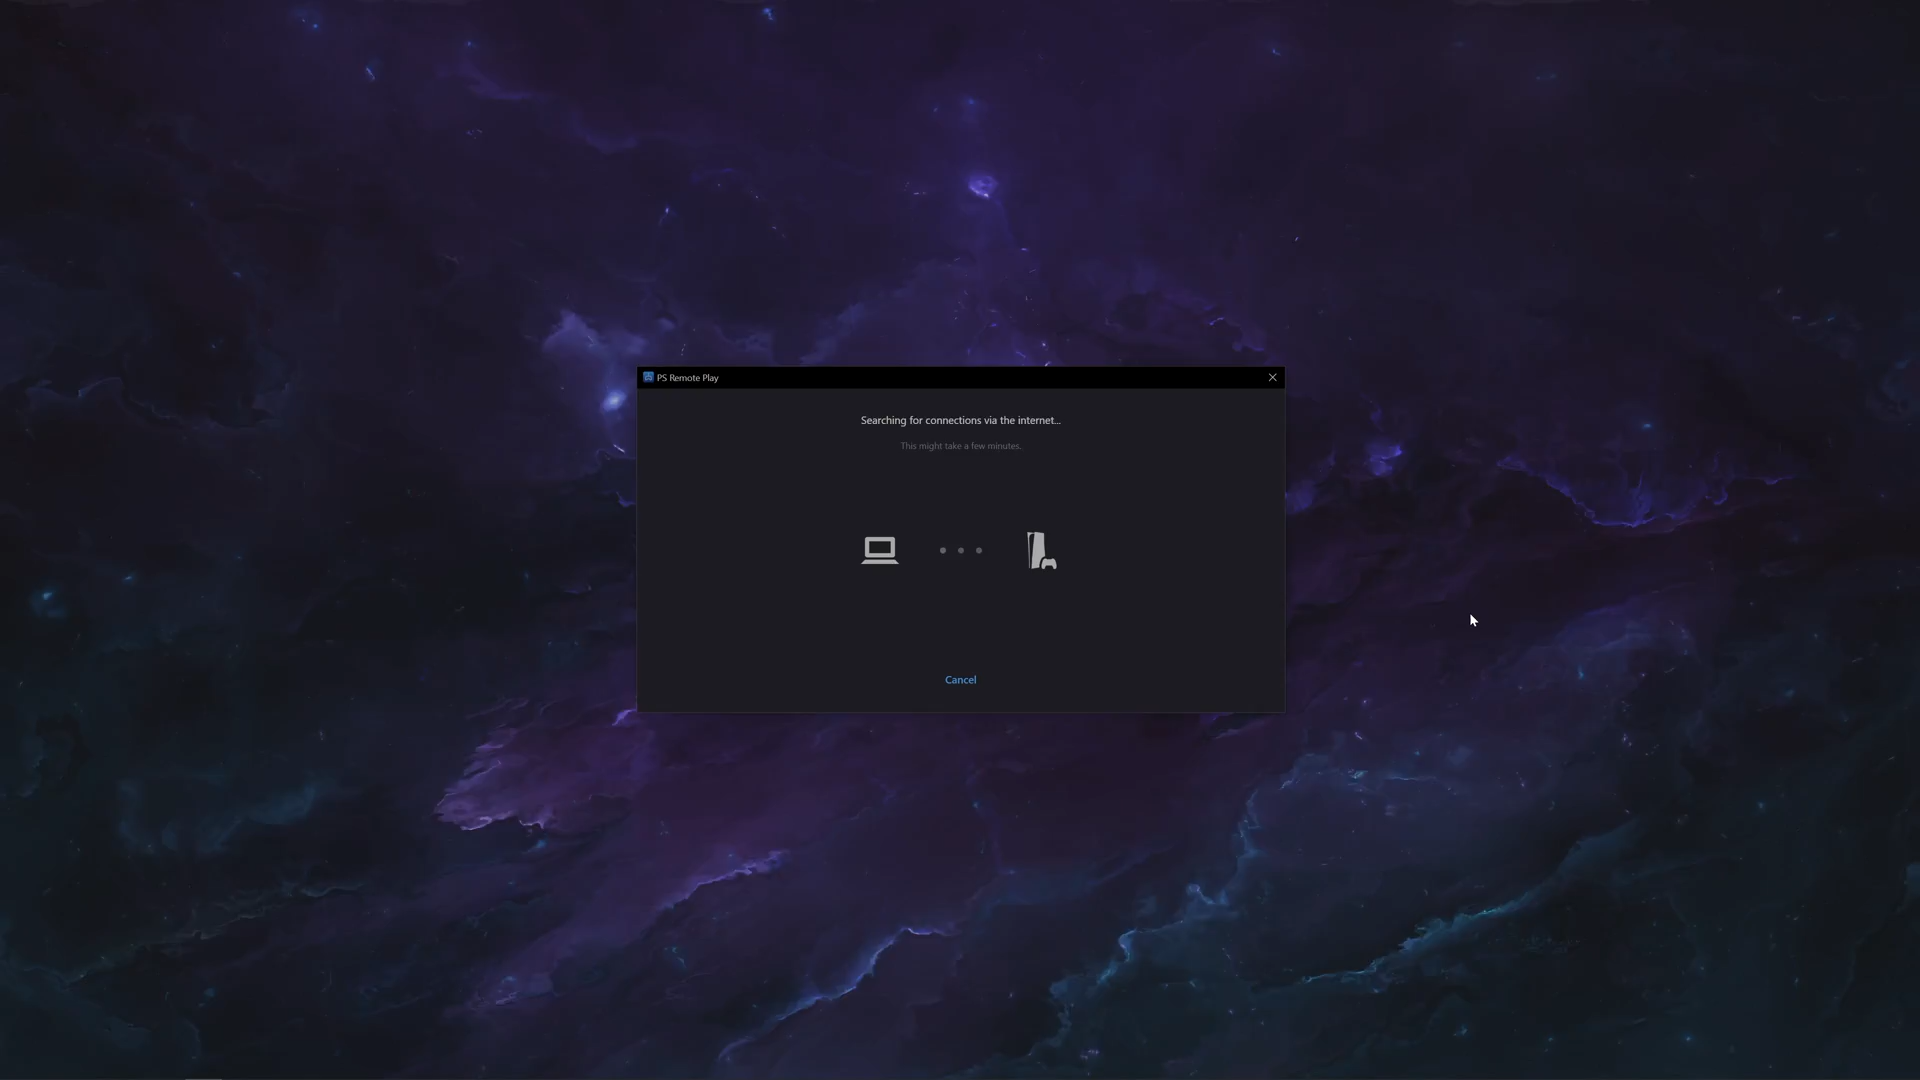 PS Remote Play
Searching for connections via the internet...
This might take a few minutes.
Cancel